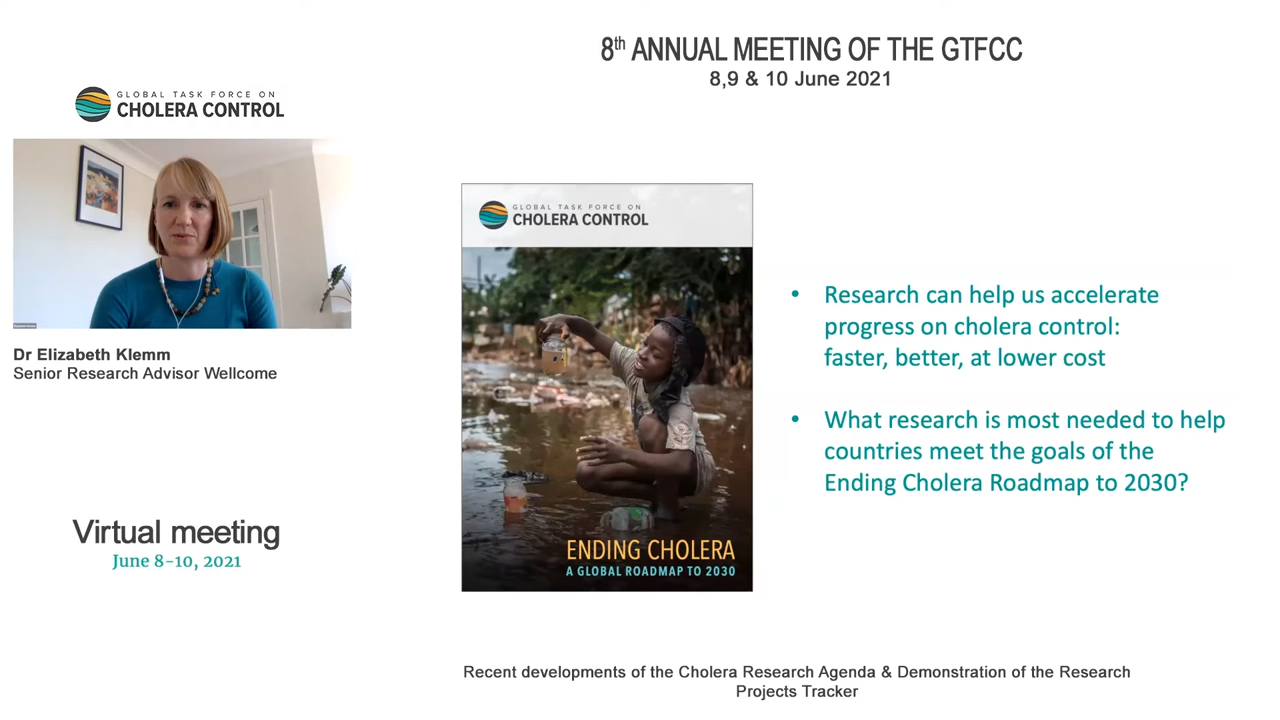 8th ANNUAL MEETING OF THE GTFCC
8,9 & 10 June 2021
GLOBAL TASK FORCE ON
CHOLERA CONTROL
Dr Elizabeth Klemm
Senior Research Advisor Wellcome
Virtual meeting
June 8-10, 2021
GLOBAL TASK FORCE ON
CHOLERA CONTROL
ENDING CHOLERA
A GLOBAL ROADMAP TO 2030
• Research can help us accelerate
progress on cholera control:
faster, better, at lower cost
• What research is most needed to help
countries meet the goals of the
Ending Cholera Roadmap to 2030?
Recent developments of the Cholera Research Agenda & Demonstration of the Research
Projects Tracker